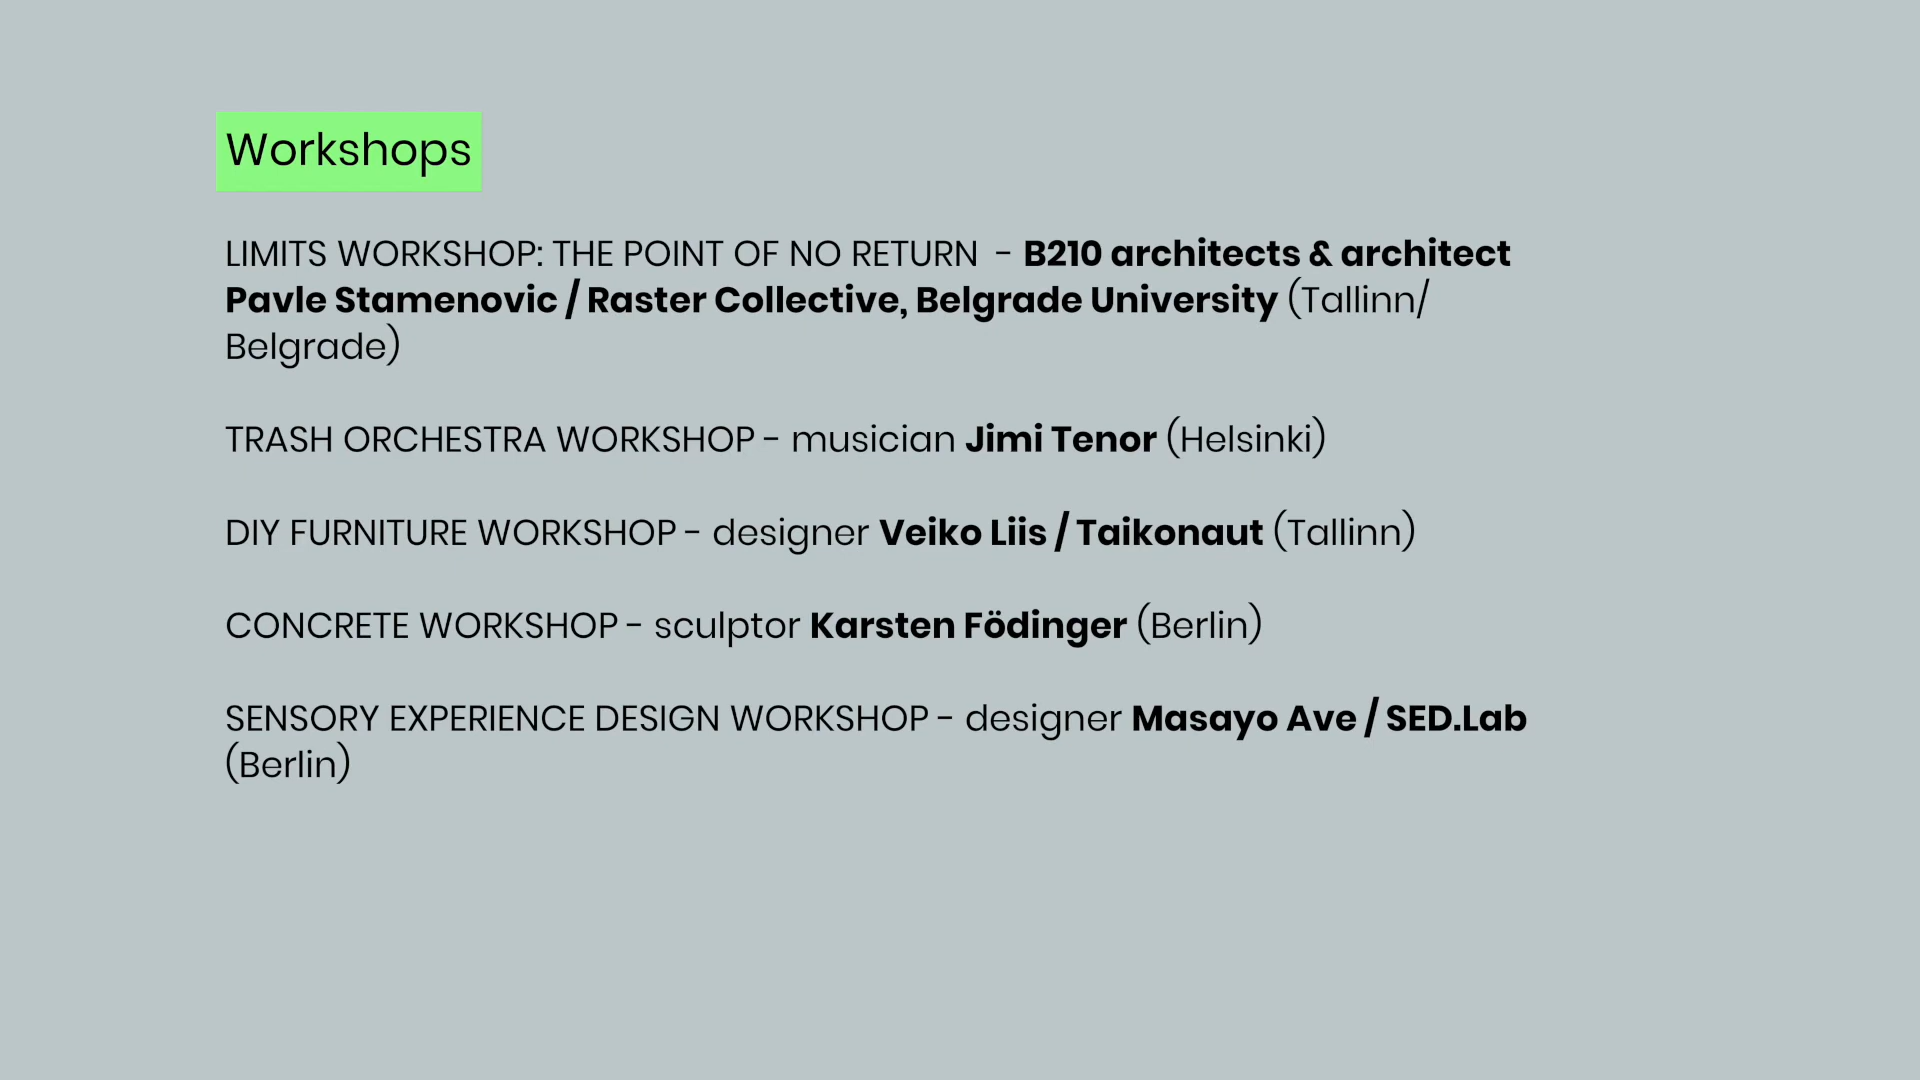 Workshops
LIMITS WORKSHOP: THE POINT OF NO RETURN  - B210 architects & architect
Pavle Stamenovic / Raster Collective, Belgrade University (Tallinn/
Belgrade)
TRASH ORCHESTRA WORKSHOP - musician Jimi Tenor (Helsinki)
DIY FURNITURE WORKSHOP - designer Veiko Liis / Taikonaut (Tallinn)
CONCRETE WORKSHOP - sculptor Karsten Födinger (Berlin)
SENSORY EXPERIENCE DESIGN WORKSHOP - designer Masayo Ave / SED.Lab
(Berlin)